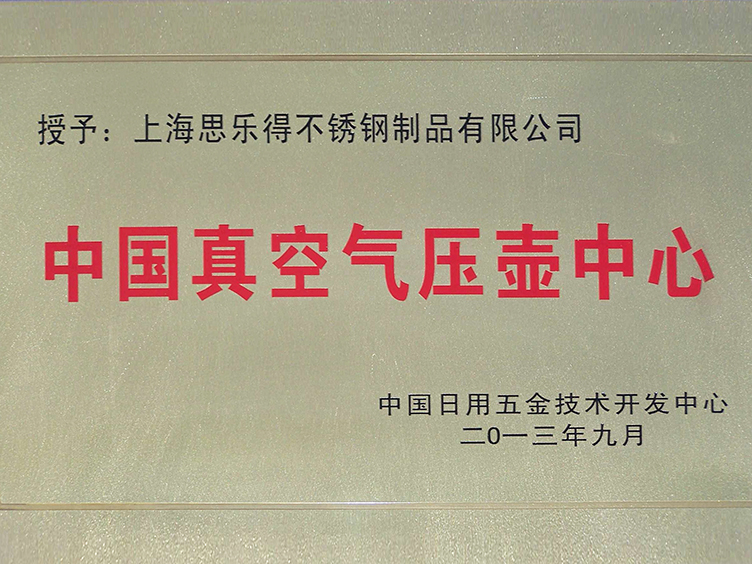 授予：上海思乐得不锈钢制品有限公司
中国真空气压壶中心
中国日用五金技术开发中心
二0一三年九月